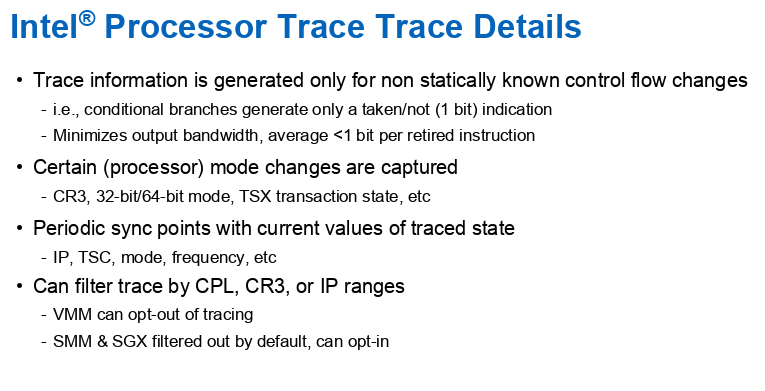 Intel® Processor Trace Trace Details
• Trace information is generated only for non statically known control flow changes
- i.e., conditional branches generate only a taken/not (1 bit) indication
- Minimizes output bandwidth, average <1 bit per retired instruction
• Certain (processor) mode changes are captured
- CR3, 32-bit/64-bit mode, TSX transaction state, etc
• Periodic sync points with current values of traced state
- IP, TSC, mode, frequency, etc
• Can filter trace by CPL, CR3, or IP ranges
- VMM can opt-out of tracing
- SMM & SGX filtered out by default, can opt-in